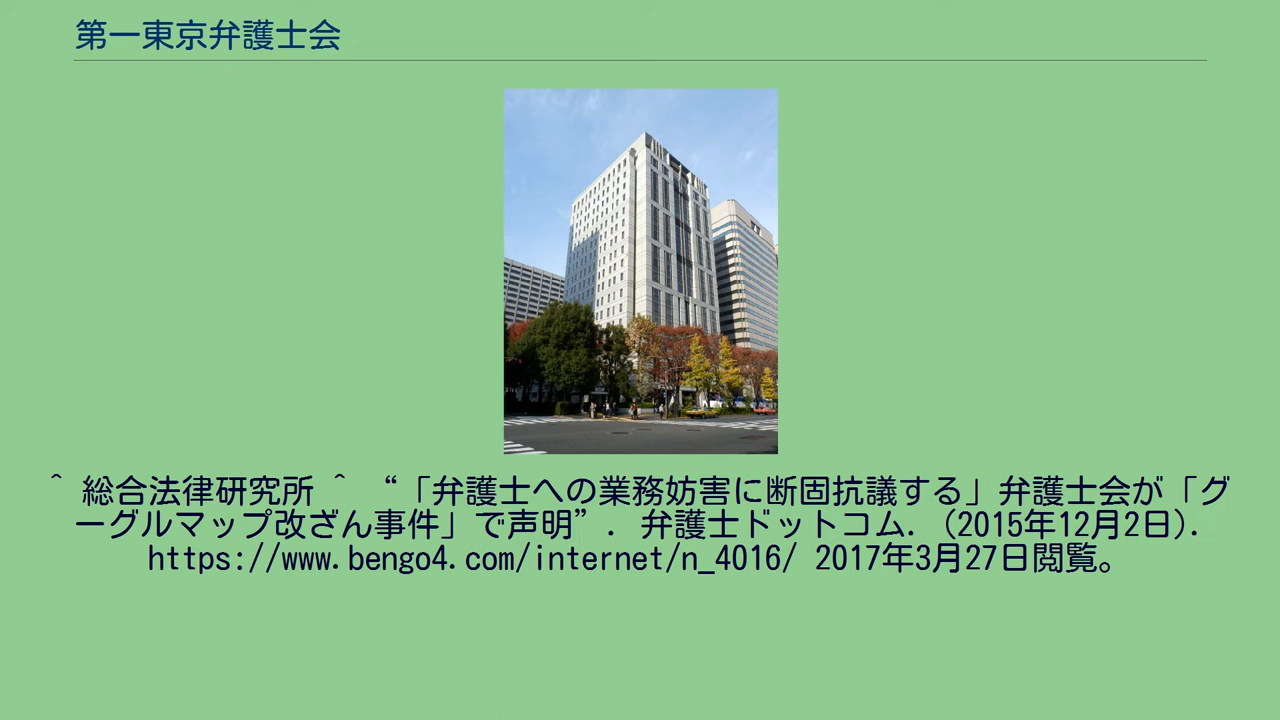 第一東京弁護士会
^ 総合法律研究所 ^ “「弁護士への業務妨害に断固抗議する」弁護士会が「グ
ーグルマップ改ざん事件」で声明”. 弁護士ドットコム. (2015年12月2日).
https://www.bengo4.com/internet/n_4016/ 2017年3月27日閲覧。